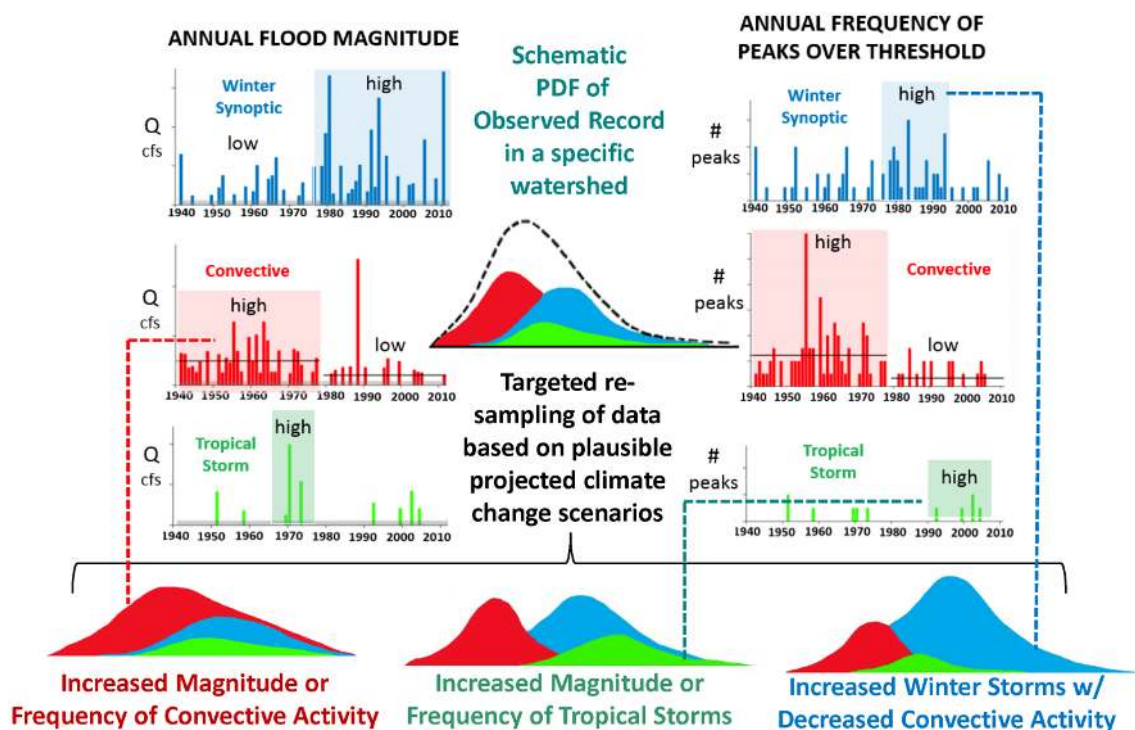 ANNUAL FLOOD MAGNITUDE
Winter
Synoptic
low
high
Q
cfs
1940 1950 1960 1970 1980 1990 2000 2010
Convective
high
low
Q
cfs
1940 1950 1960 1970 1980 1990 2000 2010
Tropical
Storm
high
Q
cfs
1940 1950 1960 1970 1980 1990 2000 2010
Schematic
PDF of
Observed Record
in a specific
watershed
Targeted re-
sampling of data
based on plausible
projected climate
change scenarios
ANNUAL FREQUENCY OF
PEAKS OVER THRESHOLD
Winter
Synoptic
high
#
peaks
1940 1950 1960 1970 1980 1990 2000 2010
high
Convective
low
#
peaks
1940 1950 1960 1970 1980 1990 2000 2010
Tropical
Storm
high
#
peaks
1940 1950 1960 1970 1980 1990 2000 2010
Increased Magnitude or
Frequency of Convective Activity
Increased Magnitude or
Frequency of Tropical Storms
Increased Winter Storms w/
Decreased Convective Activity